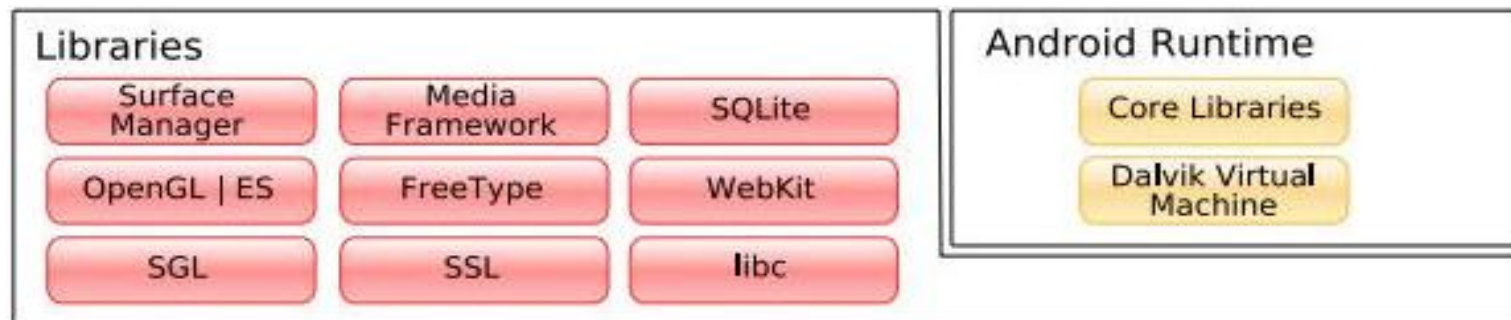 Libraries
Surface
Manager
Media
Framework
SQLite
OpenGL | ES
FreeType
WebKit
SGL
SSL
libc
Android Runtime
Core Libraries
Dalvik Virtual
Machine